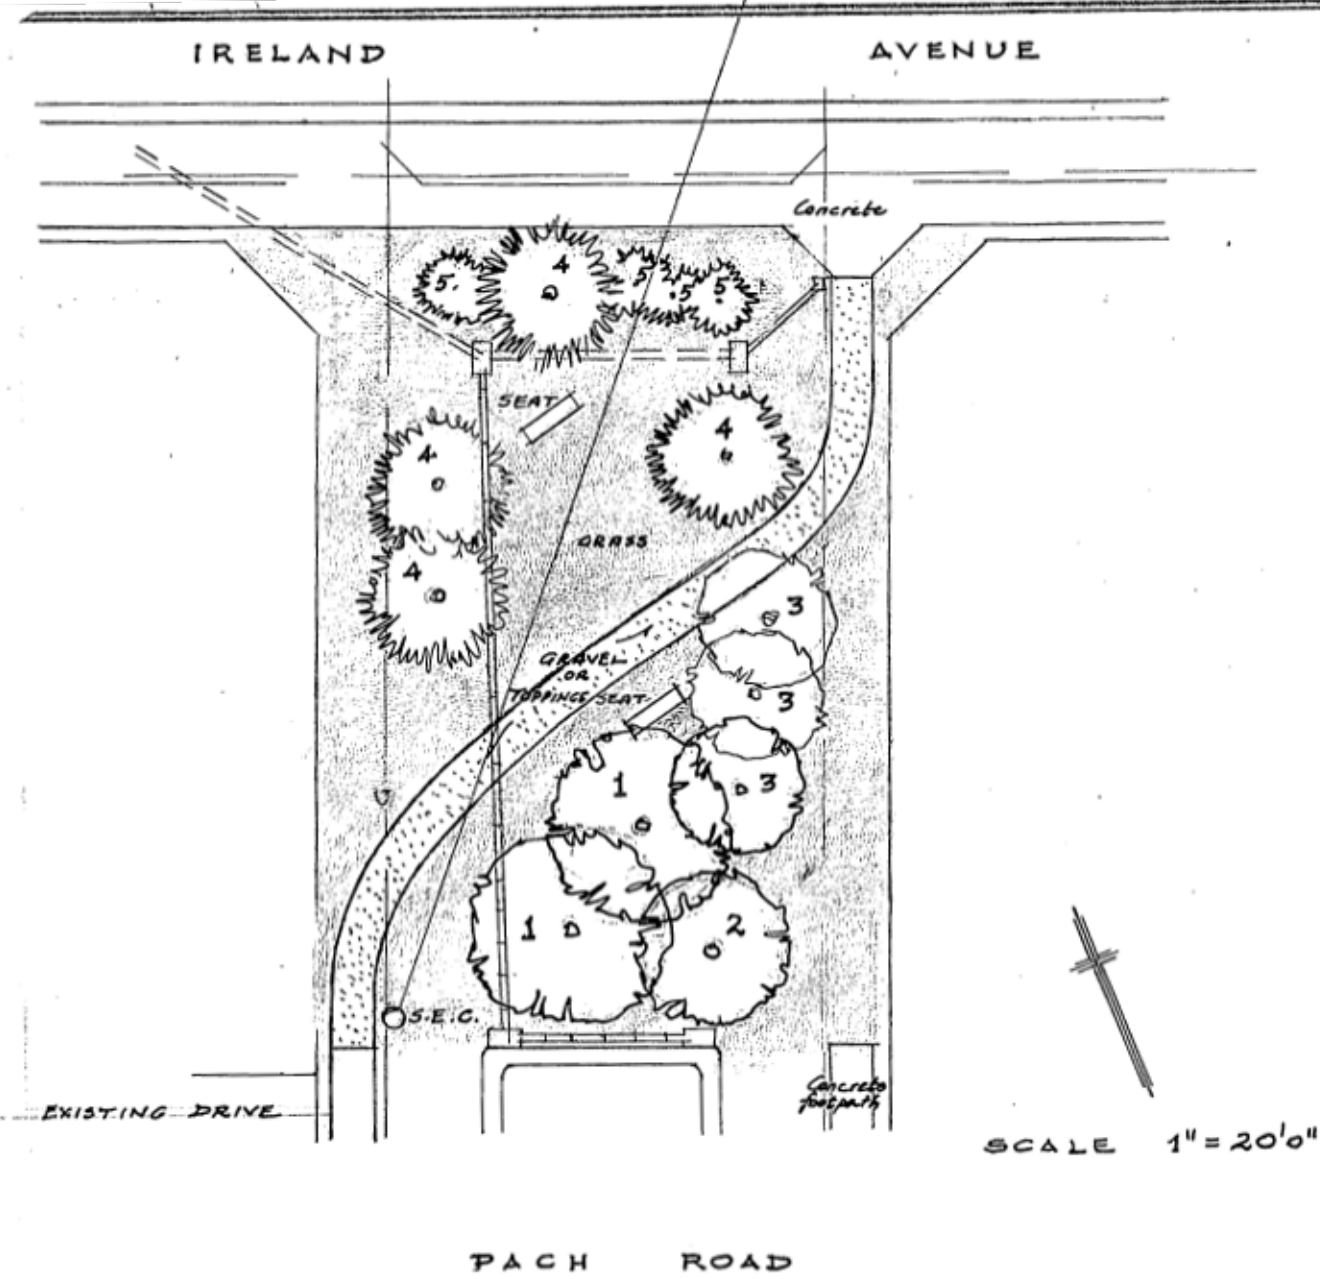 IRELAND AVENUE
Concrete
4
5 5 5 5
SEAT
4
4
GRASS
4
3
GRAVEL
OR
TOPPINGS SEAT
3
1
3
1
2
S.E.C.
Concrete
footpath
EXISTING DRIVE
SCALE 1" = 20'0"
PACH ROAD